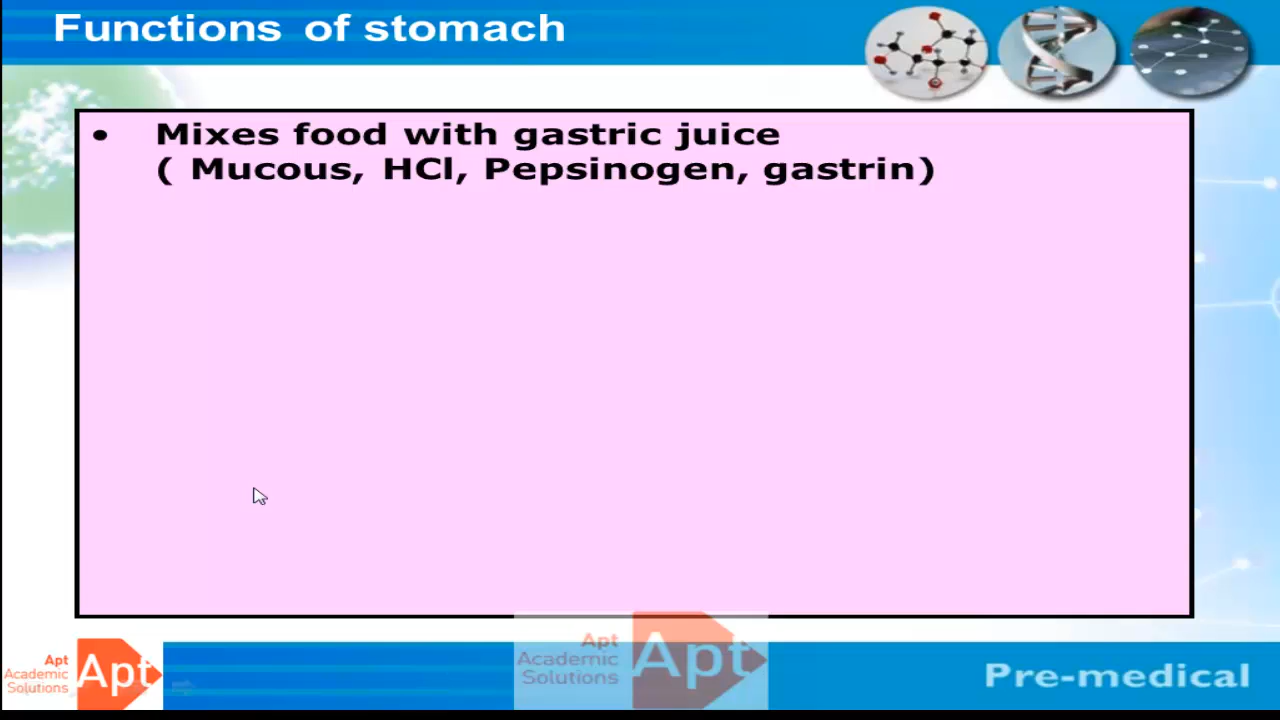 Functions of stomach
• Mixes food with gastric juice
( Mucous, HCl, Pepsinogen, gastrin)
Apt
Academic
Solutions
Apt
Apt
Academic
Solutions
Apt
Pre-medical